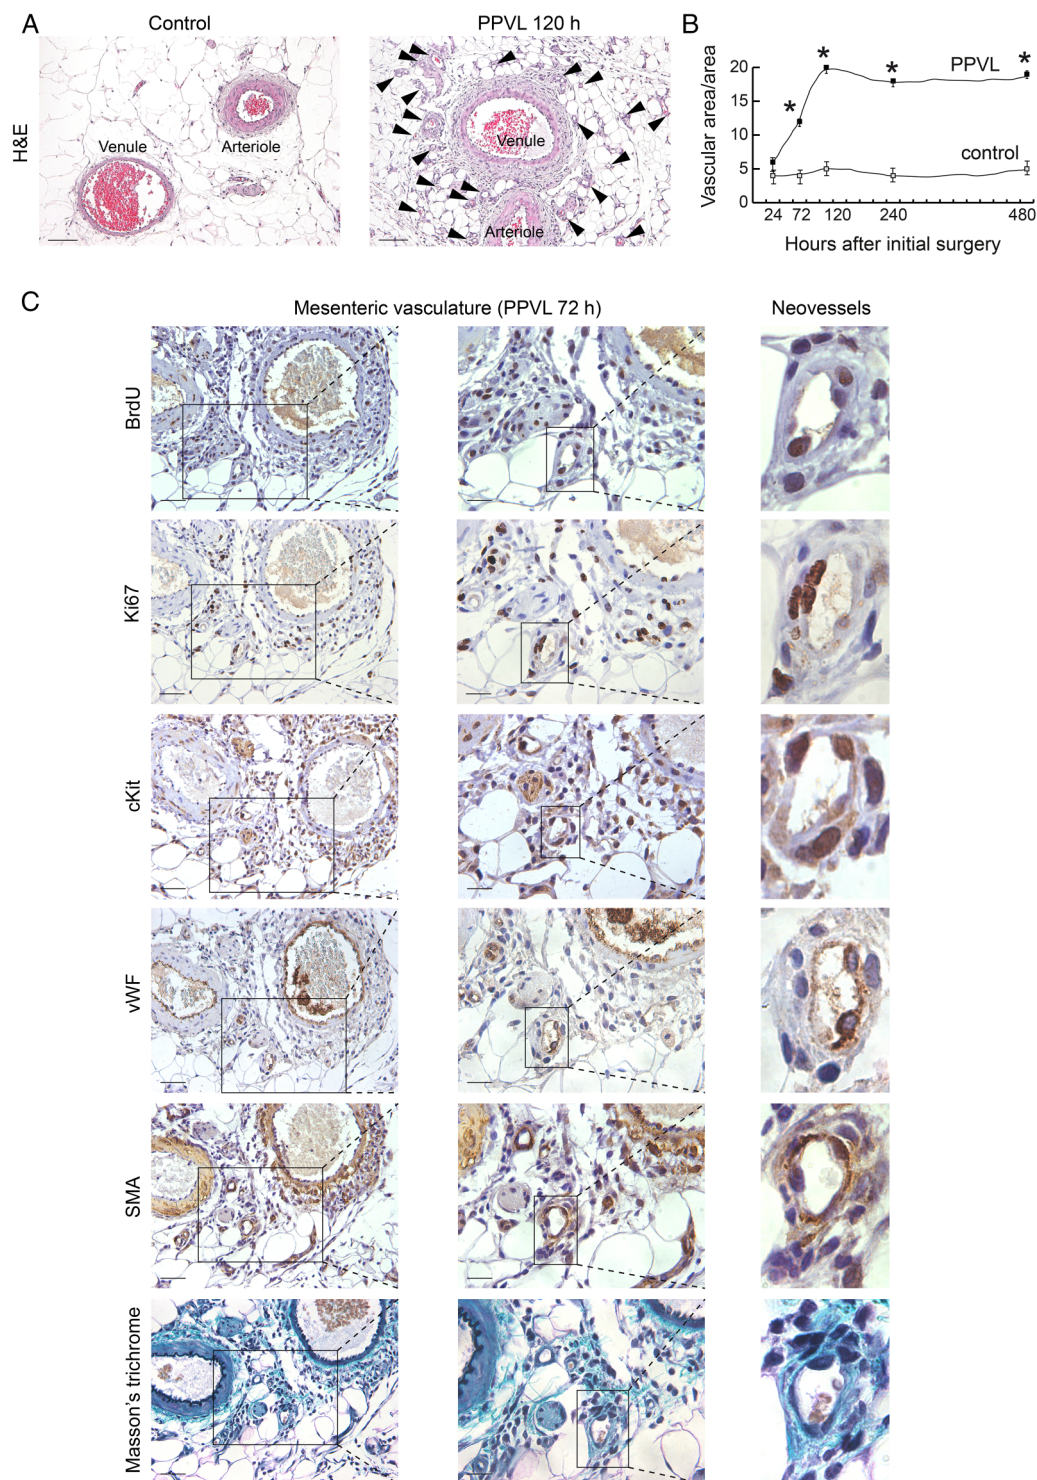 A
Control
PPVL 120 h
H&E
Venule
Arteriole
Venule
Arteriole
B
Vascular area/area
20
15
10
5
0
*
*
*
*
PPVL
control
24
72
120
240
480
Hours after initial surgery
C
Mesenteric vasculature (PPVL 72 h)
Neovessels
BrdU
Ki67
cKit
vWF
SMA
Masson's trichrome